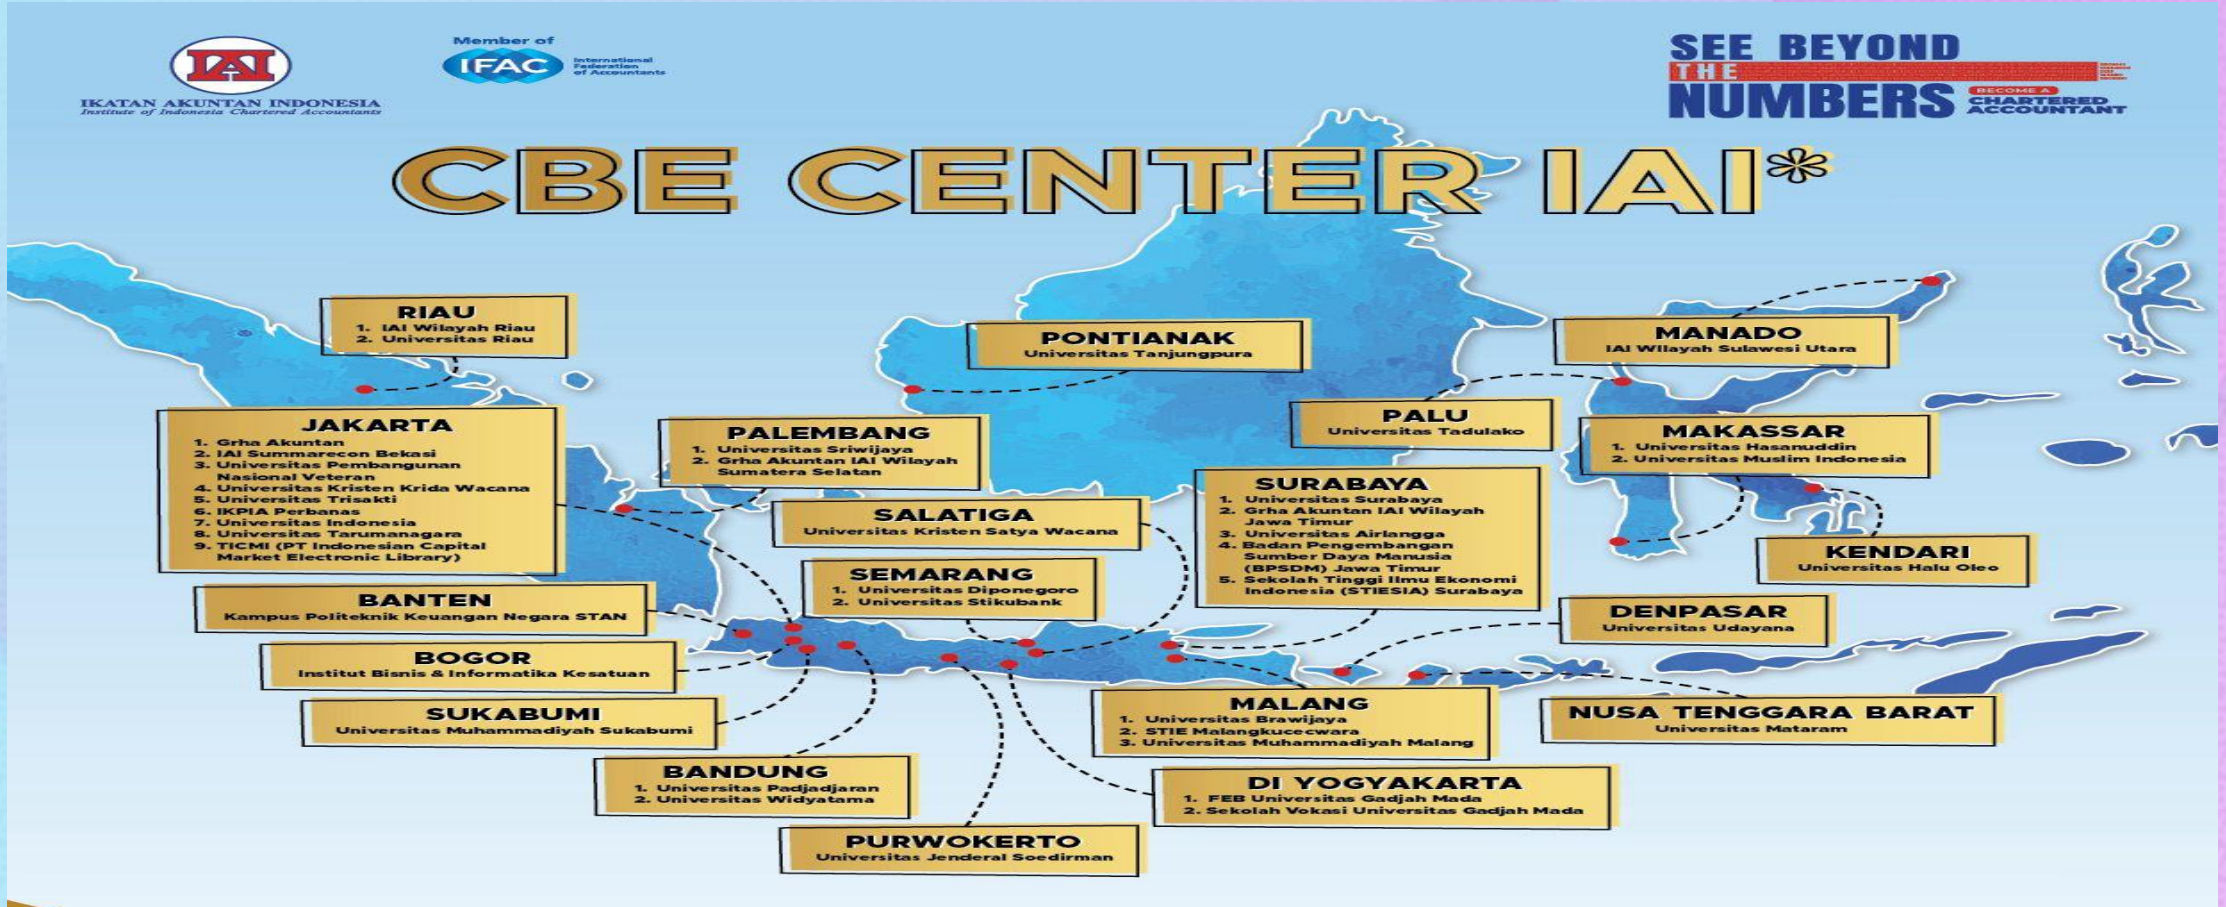 IAI
IKATAN AKUNTAN INDONESIA
Institute of Indonesia Chartered Accountants
Member of
IFAC
International
Federation
of Accountants
SEE BEYOND
THE
NUMBERS
BECOME A
CHARTERED
ACCOUNTANT
CBE CENTER IAI*
RIAU
1. IAI Wilayah Riau
2. Universitas Riau
PONTIANAK
Universitas Tanjungpura
MANADO
IAI Wilayah Sulawesi Utara
JAKARTA
1. Grha Akuntan
2. IAI Summarecon Bekasi
3. Universitas Pembangunan
Nasional Veteran
4. Universitas Kristen Krida Wacana
5. Universitas Trisakti
6. IKPIA Perbanas
7. Universitas Indonesia
8. Universitas Tarumanagara
9. TICMI (PT Indonesian Capital
Market Electronic Library)
PALEMBANG
1. Universitas Sriwijaya
2. Grha Akuntan IAI Wilayah
Sumatera Selatan
PALU
Universitas Tadulako
MAKASSAR
1. Universitas Hasanuddin
2. Universitas Muslim Indonesia
SALATIGA
Universitas Kristen Satya Wacana
SURABAYA
1. Universitas Surabaya
2. Grha Akuntan IAI Wilayah
Jawa Timur
3. Universitas Airlangga
4. Badan Pengembangan
Sumber Daya Manusia
(BPSDM) Jawa Timur
5. Sekolah Tinggi Ilmu Ekonomi
Indonesia (STIESIA) Surabaya
KENDARI
Universitas Halu Oleo
SEMARANG
1. Universitas Diponegoro
2. Universitas Stikubank
BANTEN
Kampus Politeknik Keuangan Negara STAN
DENPASAR
Universitas Udayana
BOGOR
Institut Bisnis & Informatika Kesatuan
SUKABUMI
Universitas Muhammadiyah Sukabumi
MALANG
1. Universitas Brawijaya
2. STIE Malangkucecwara
3. Universitas Muhammadiyah Malang
NUSA TENGGARA BARAT
Universitas Mataram
BANDUNG
1. Universitas Padjadjaran
2. Universitas Widyatama
DI YOGYAKARTA
1. FEB Universitas Gadjah Mada
2. Sekolah Vokasi Universitas Gadjah Mada
PURWOKERTO
Universitas Jenderal Soedirman